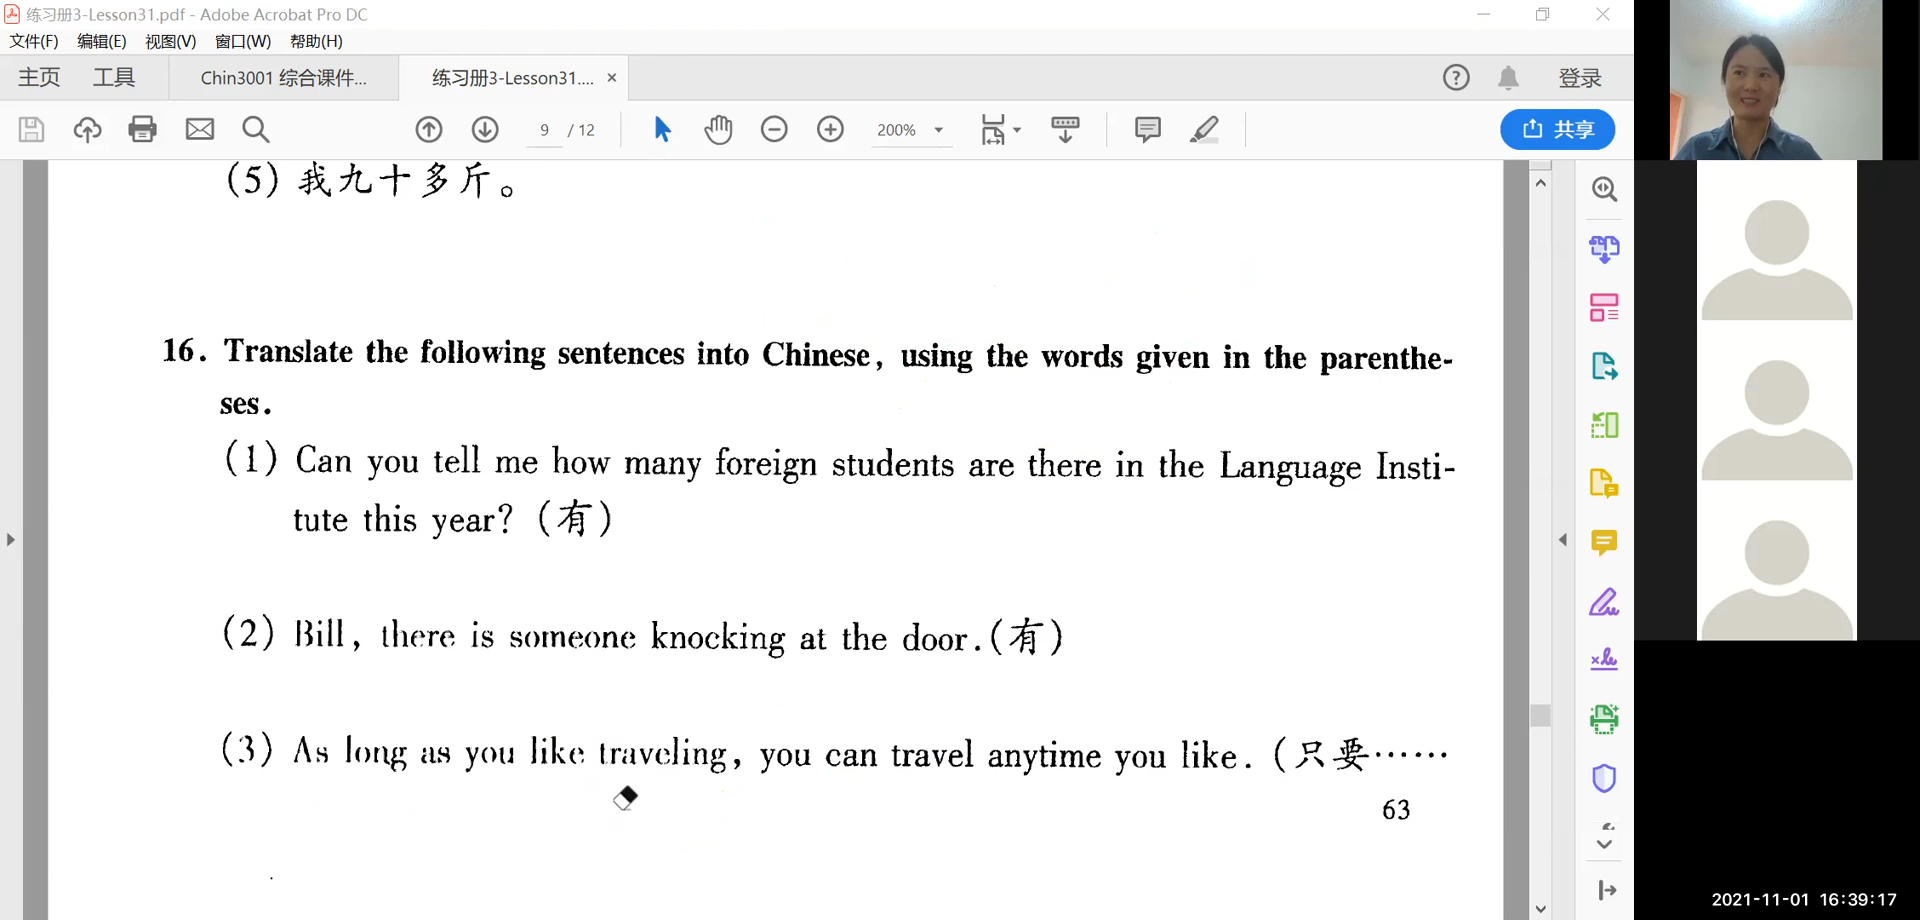 练习册3-Lesson31.pdf - Adobe Acrobat Pro DC
文件(F) 编辑(E) 视图(V) 窗口(W) 帮助(H)
主页 工具 Chin3001 综合课件... 练习册3-Lesson31.... × 登录
9 / 12 200% 共享
(5) 我九十多斤。
16. Translate the following sentences into Chinese, using the words given in the parenthe-
ses.
(1) Can you tell me how many foreign students are there in the Language Insti-
tute this year? (有)
(2) Bill, there is someone knocking at the door.(有)
(3) As long as you like traveling, you can travel anytime you like. (只要……
63
2021-11-01 16:39:17